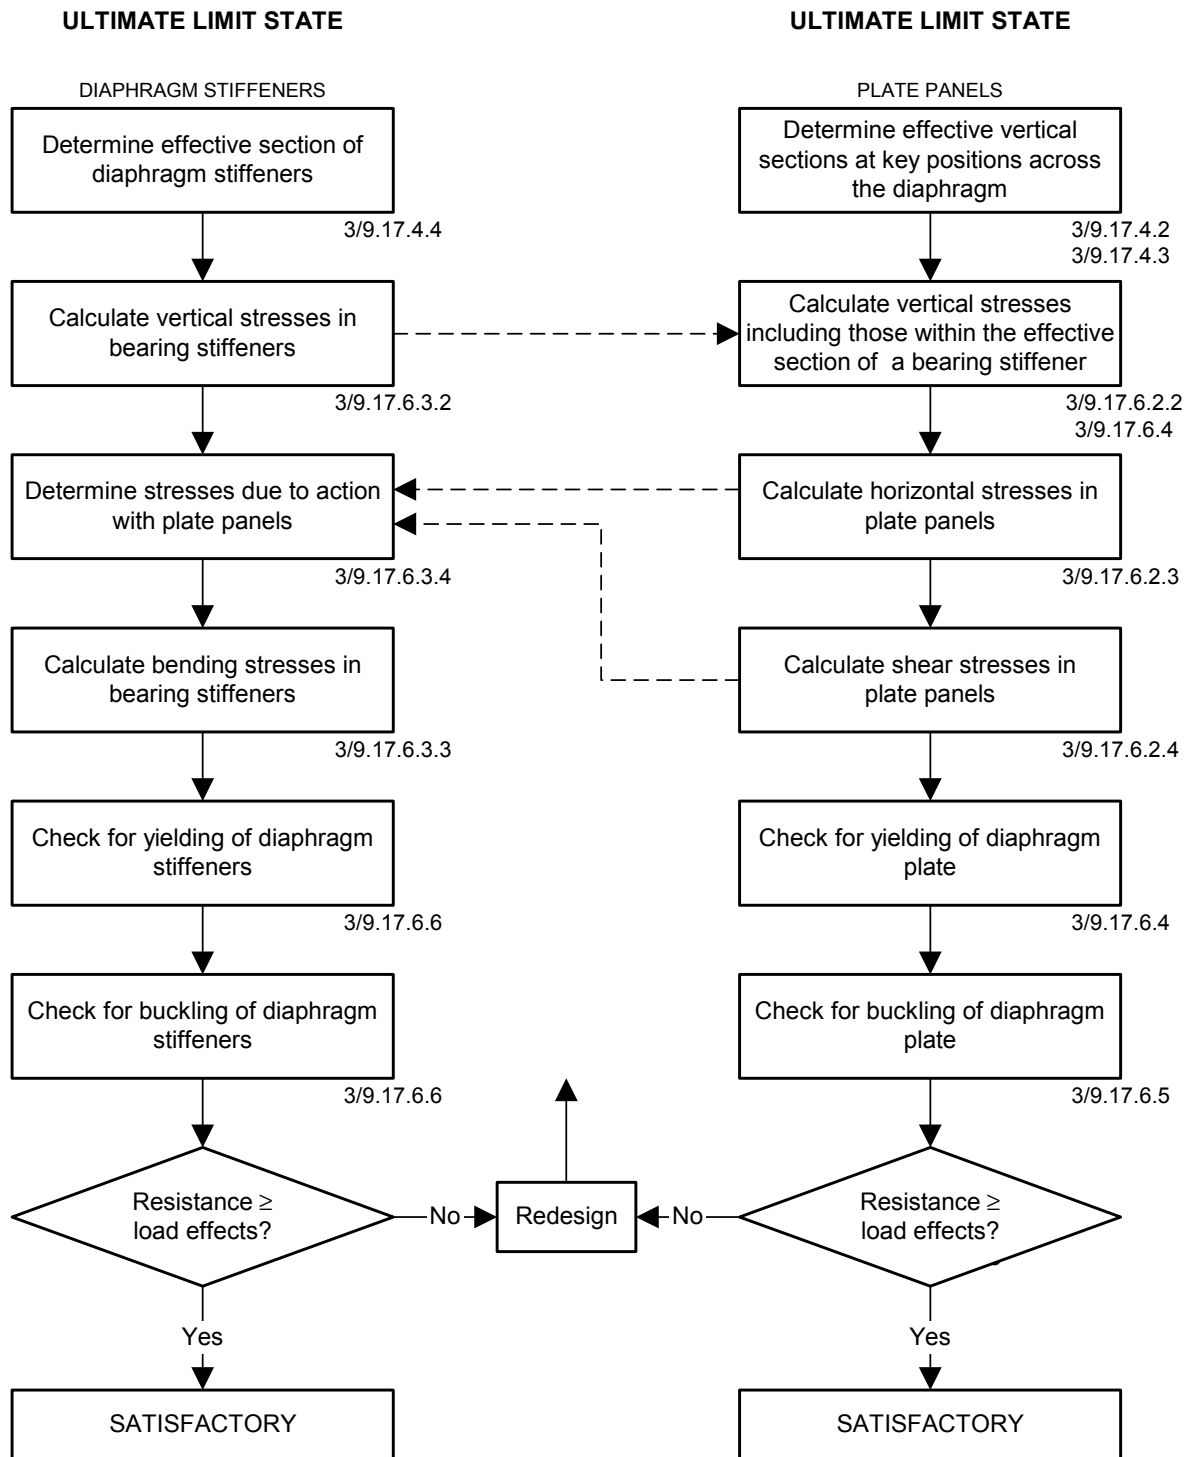 ULTIMATE LIMIT STATE
DIAPHRAGM STIFFENERS
Determine effective section of
diaphragm stiffeners
3/9.17.4.4
Calculate vertical stresses in
bearing stiffeners
3/9.17.6.3.2
Determine stresses due to action
with plate panels
3/9.17.6.3.4
Calculate bending stresses in
bearing stiffeners
3/9.17.6.3.3
Check for yielding of diaphragm
stiffeners
3/9.17.6.6
Check for buckling of diaphragm
stiffeners
3/9.17.6.6
Resistance ≥
load effects?
No
Redesign
Yes
SATISFACTORY
ULTIMATE LIMIT STATE
PLATE PANELS
Determine effective vertical
sections at key positions across
the diaphragm
3/9.17.4.2
3/9.17.4.3
Calculate vertical stresses
including those within the effective
section of a bearing stiffener
3/9.17.6.2.2
3/9.17.6.4
Calculate horizontal stresses in
plate panels
3/9.17.6.2.3
Calculate shear stresses in
plate panels
3/9.17.6.2.4
Check for yielding of diaphragm
plate
3/9.17.6.4
Check for buckling of diaphragm
plate
3/9.17.6.5
Resistance ≥
load effects?
No
Yes
SATISFACTORY